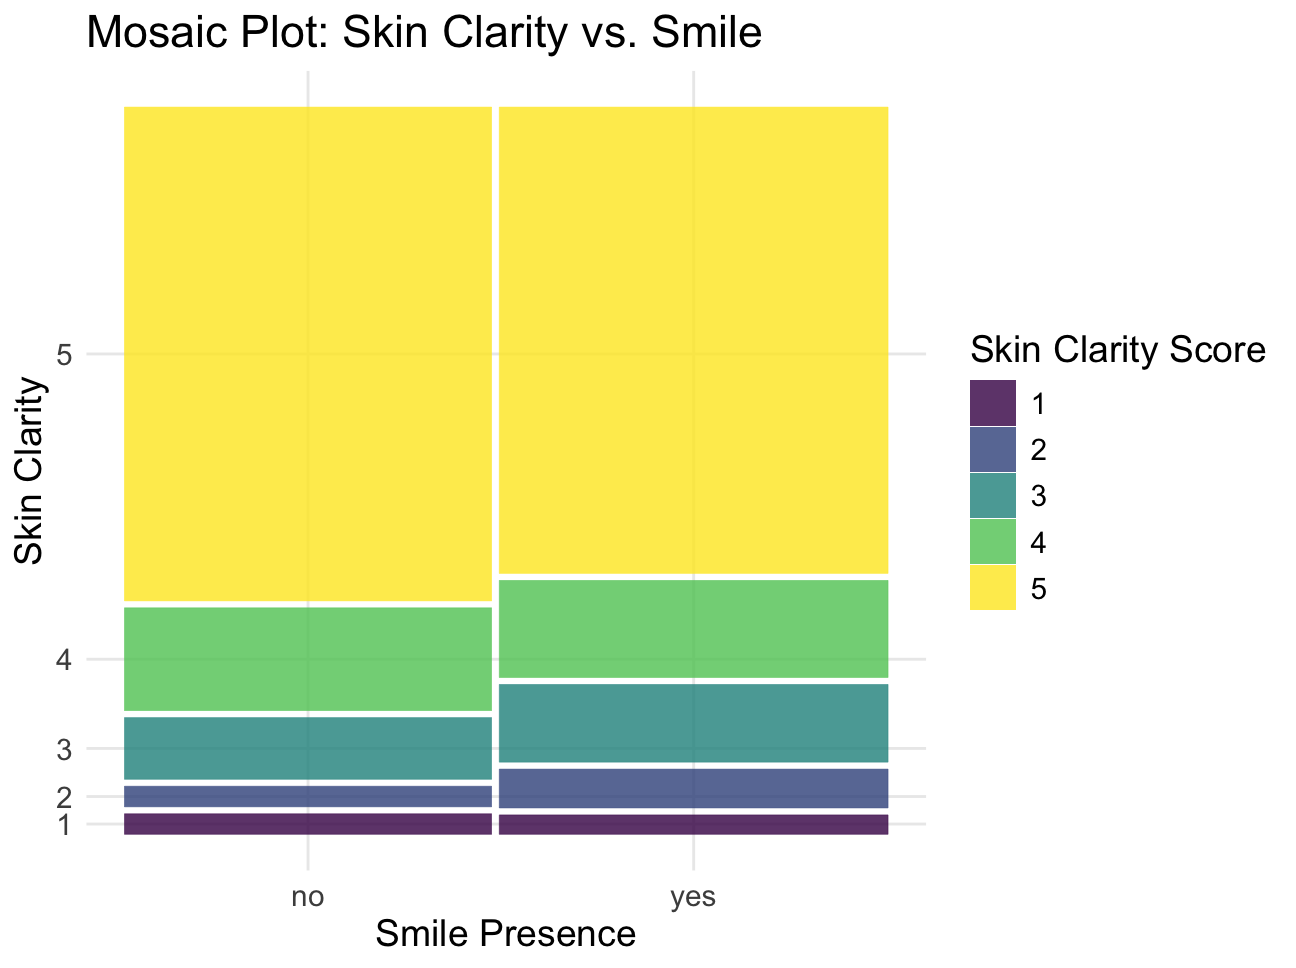 Mosaic Plot: Skin Clarity vs. Smile
Skin Clarity
5
4
3
2
1
no yes
Smile Presence
Skin Clarity Score
1
2
3
4
5